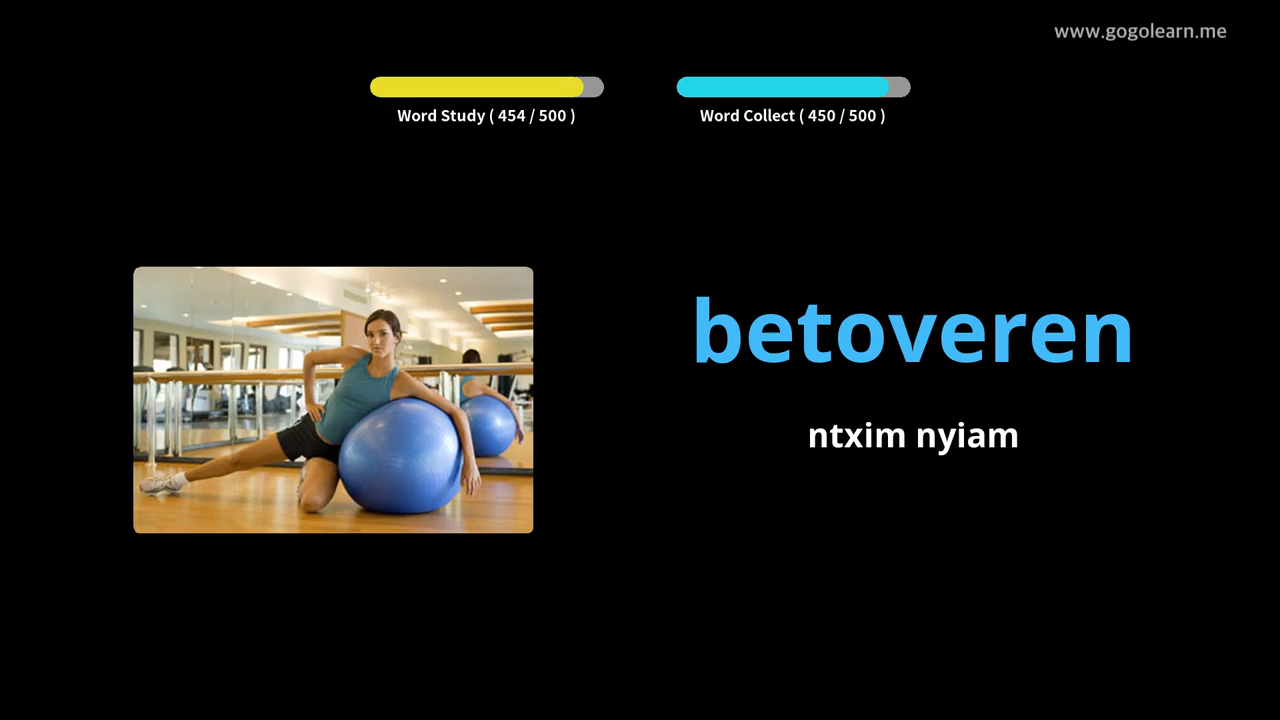 www.gogolearn.me
Word Study ( 454 / 500 )
Word Collect ( 450 / 500 )
betoveren
ntxim nyiam